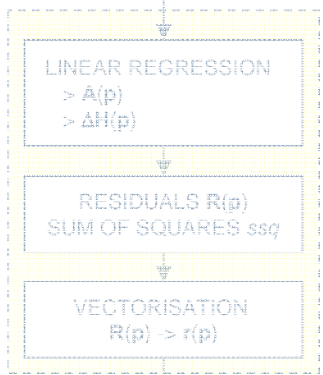 LINEAR REGRESSION
> A(p)
> ΔH(p)
RESIDUALS R(p)
SUM OF SQUARES ssq
VECTORISATION
R(p) -> r(p)